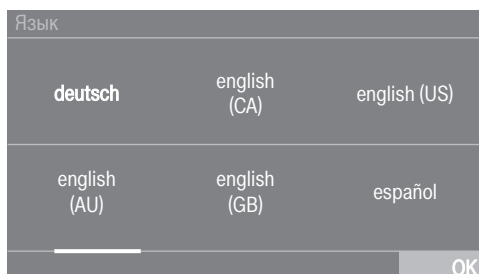 Язык
deutsch
english
(CA)
english (US)
english
(AU)
english
(GB)
español
OK